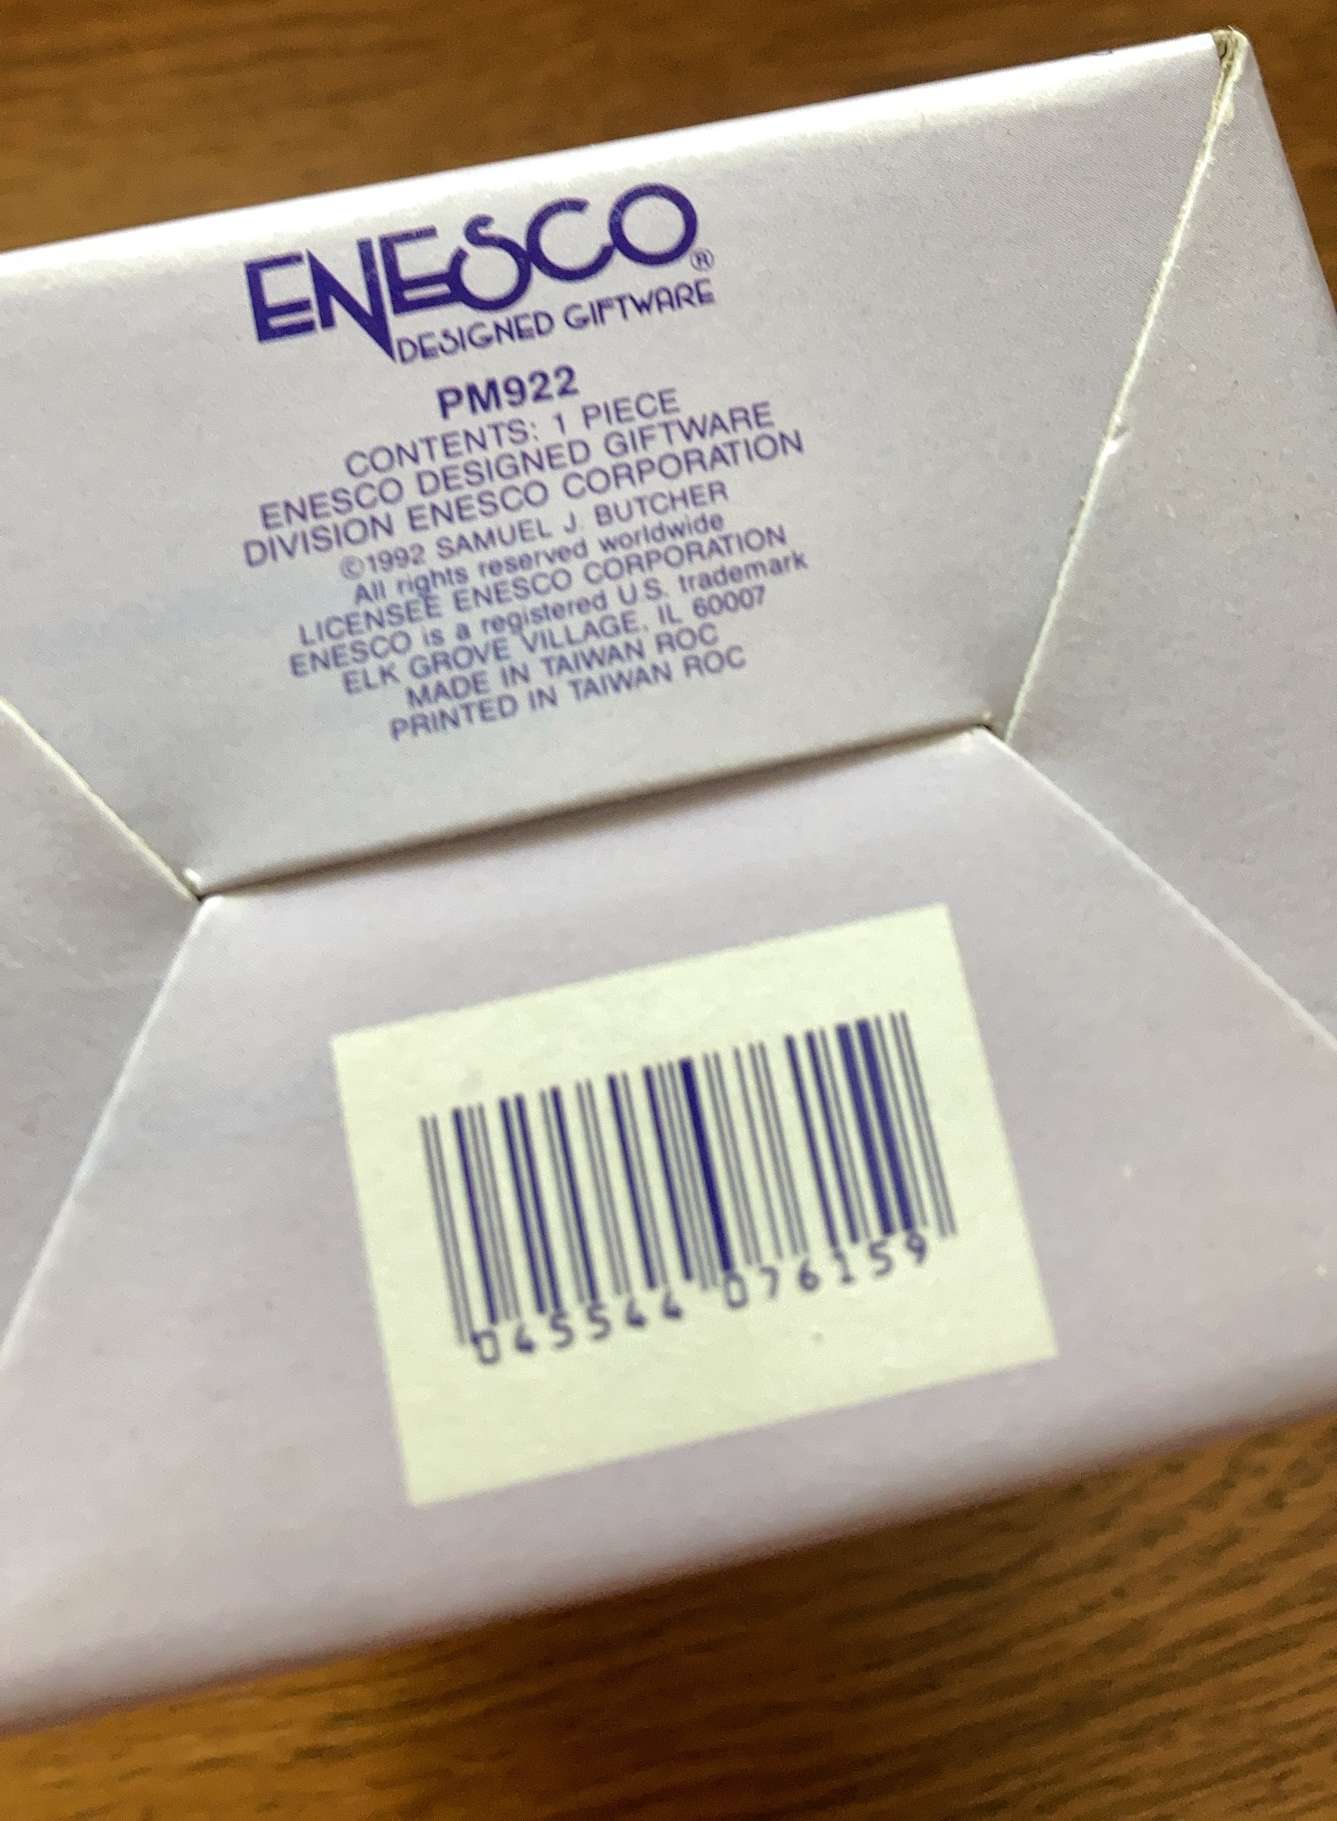 ENESCO®
DESIGNED GIFTWARE
PM922
CONTENTS: 1 PIECE
ENESCO DESIGNED GIFTWARE
DIVISION ENESCO CORPORATION
©1992 SAMUEL J. BUTCHER
All rights reserved worldwide
LICENSEE ENESCO CORPORATION
ENESCO is a registered U.S. trademark
ELK GROVE VILLAGE, IL 60007
MADE IN TAIWAN ROC
PRINTED IN TAIWAN ROC
045544 076159